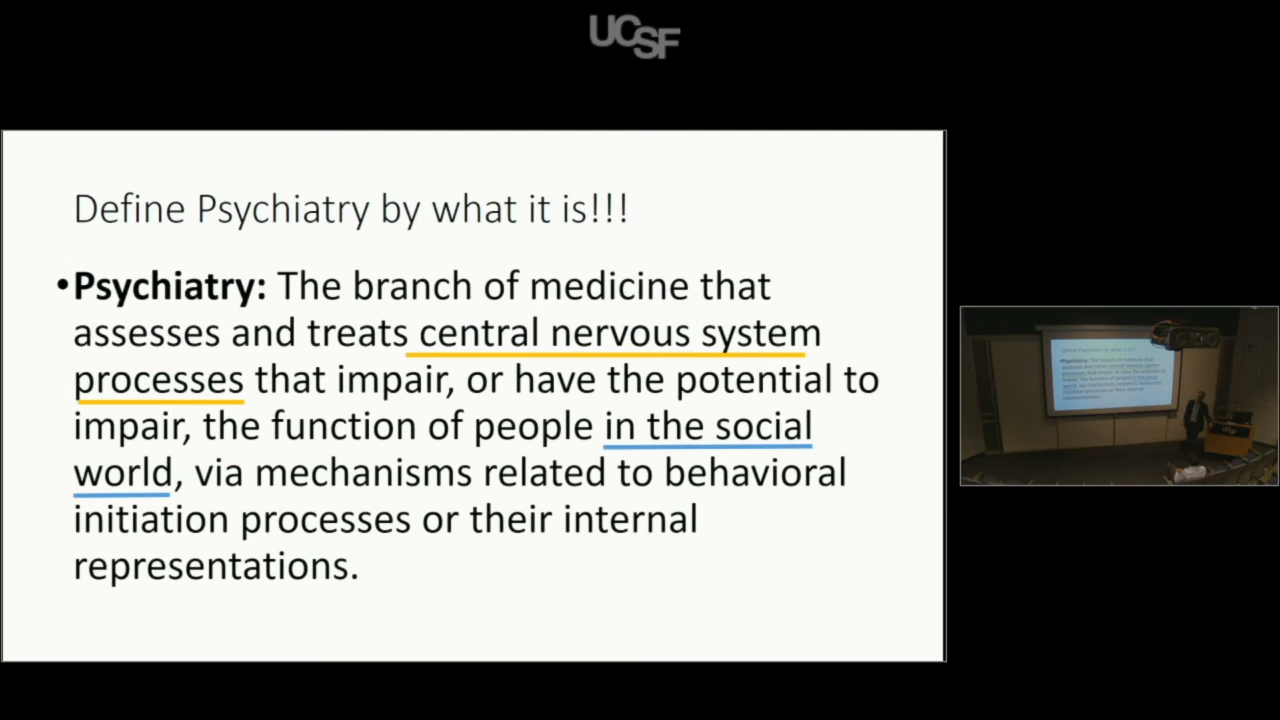 UCSF
Define Psychiatry by what it is!!!
•Psychiatry: The branch of medicine that
assesses and treats central nervous system
processes that impair, or have the potential to
impair, the function of people in the social
world, via mechanisms related to behavioral
initiation processes or their internal
representations.
UCSF